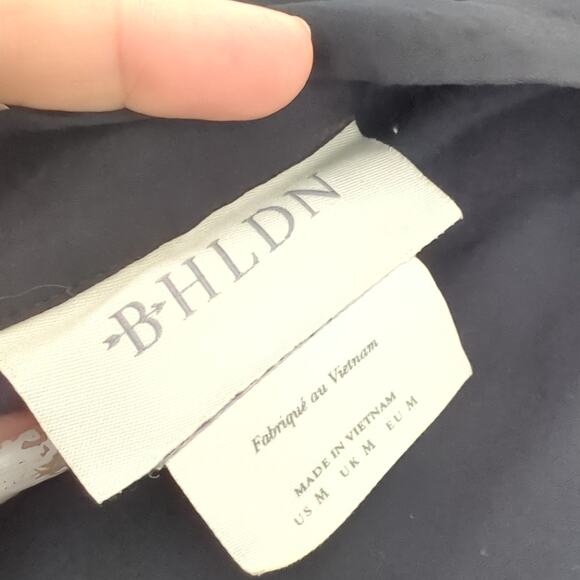 BHLDN
Fabriqué au Vietnam
MADE IN VIETNAM
US M UK M EU M